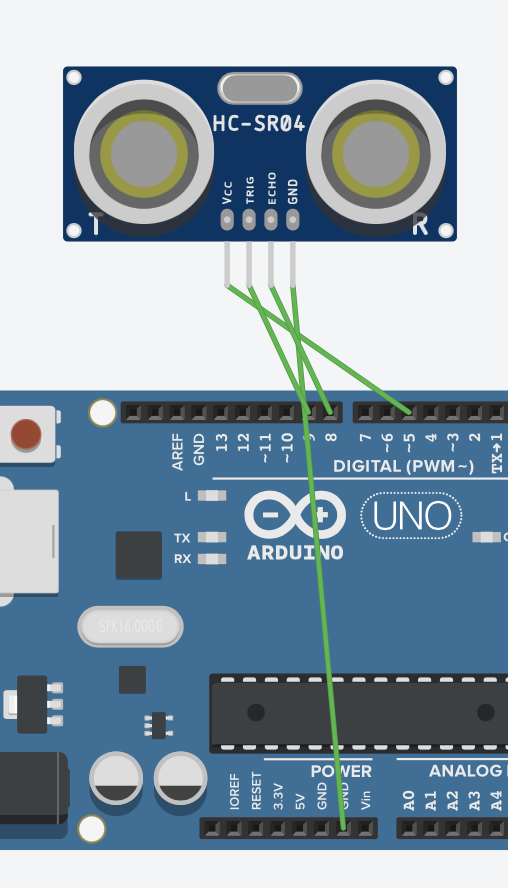 HC-SR04
VCC
TRIG
ECHO
GND
T
R
AREF
GND
13
12
~11
~10
9
8
7
~6
~5
4
~3
2
TX→1
DIGITAL (PWM~)
L
TX
RX
ARDUINO
UNO
SPK16.000G
IOREF
RESET
3.3V
5V
GND
GND
Vin
POWER
ANALOG
A0
A1
A2
A3
A4